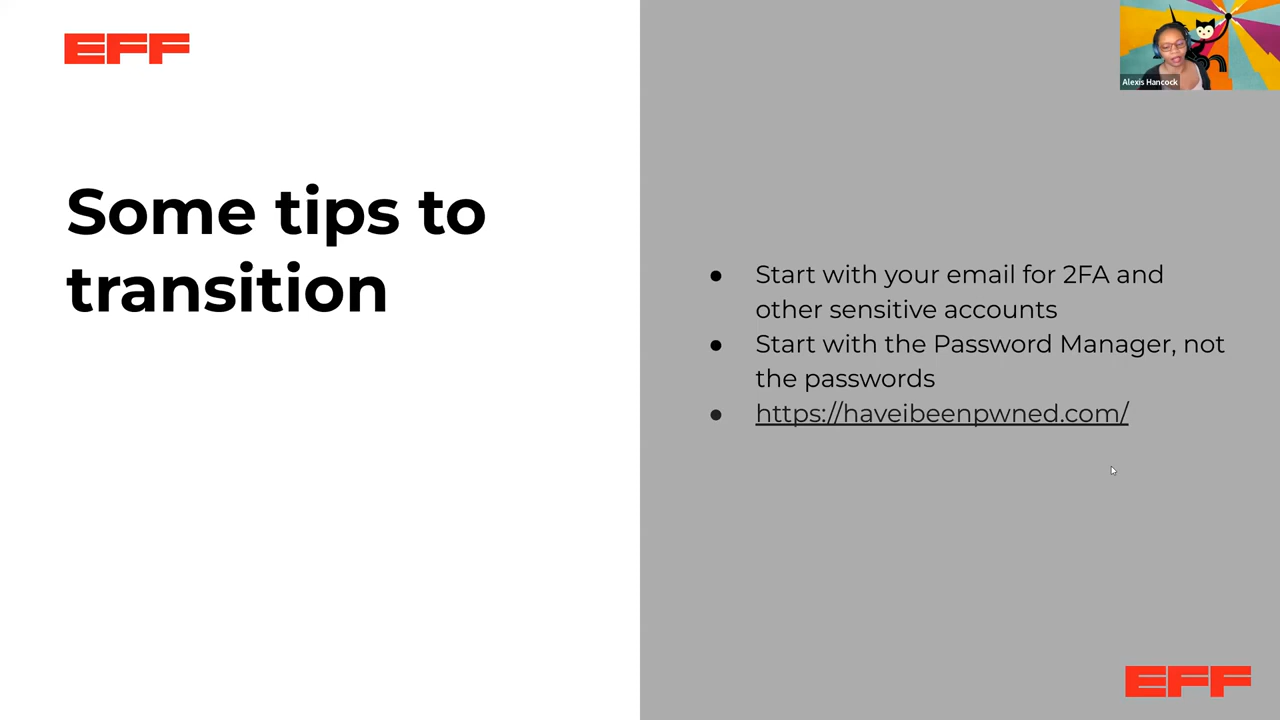 EFF
Alexis Hancock
Some tips to
transition
● Start with your email for 2FA and
other sensitive accounts
● Start with the Password Manager, not
the passwords
● https://haveibeenpwned.com/
EFF